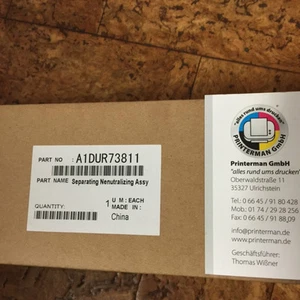 PART NO : A1DUR73811
PART NAME Separating Nenutralizing Assy
QUANTITY: 1 U M : EACH
MADE IN : China
"alles rund ums drucken"
PRINTERMAN GmbH
Printerman GmbH
"alles rund ums drucken"
Oberwaldstraße 11
35327 Ulrichstein
Tel.: 0 66 45 / 91 80 428
Mob.: 01 74 / 29 28 256
Fax: 0 66 45 / 91 88,09
info@printerman.de
www.printerman.de
Geschäftsführer:
Thomas Wißner